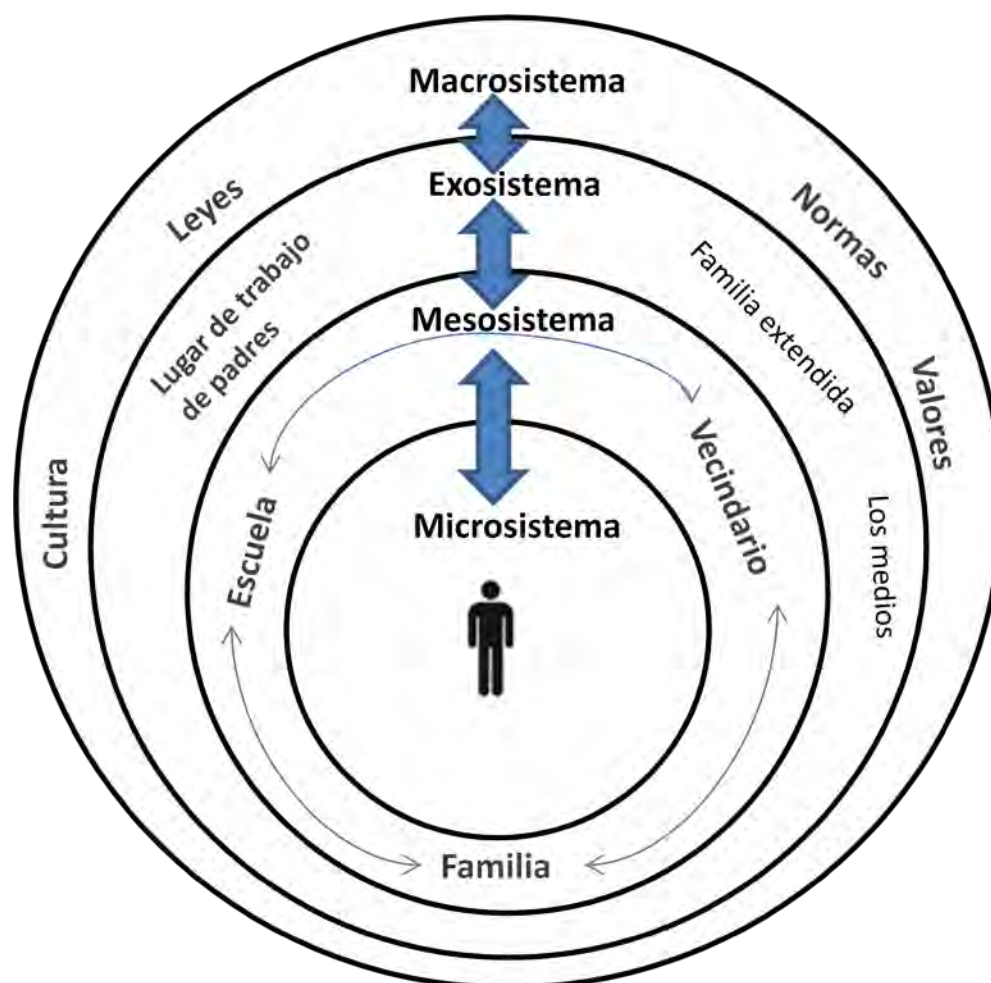 Macrosistema
Exosistema
Mesosistema
Microsistema
Leyes
Normas
Cultura
Valores
Lugar de trabajo
de padres
Familia extendida
Los medios
Escuela
Vecindario
Familia